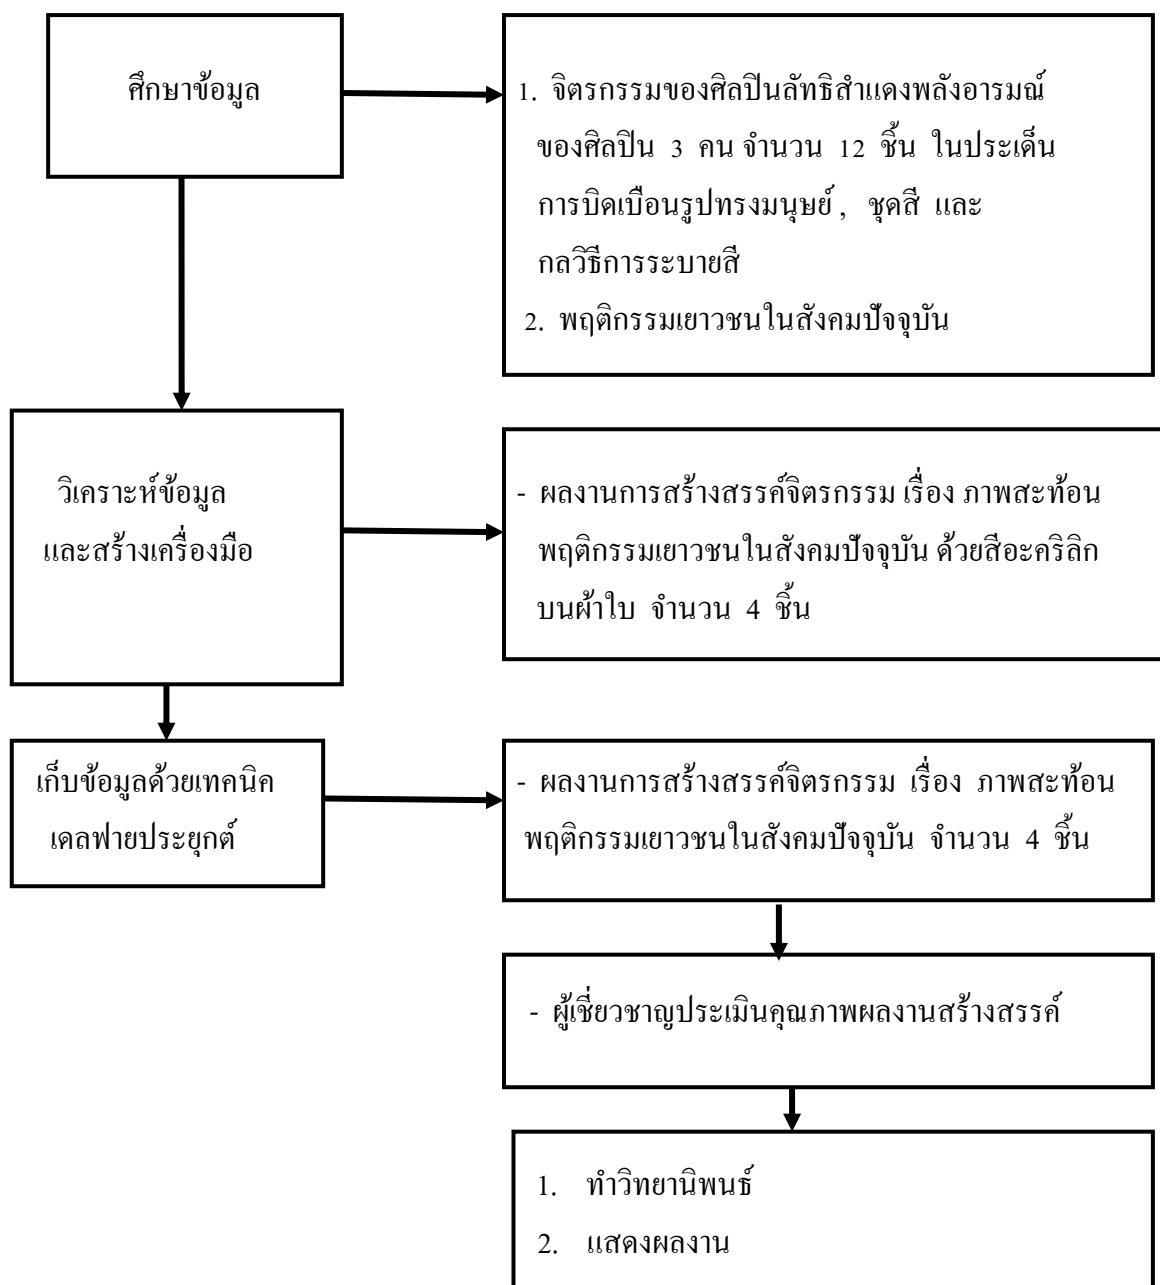 ศึกษาข้อมูล
1. จิตรกรรมของศิลปินลัทธิสำแดงพลังอารมณ์
ของศิลปิน 3 คน จำนวน 12 ชิ้น ในประเด็น
การบิดเบือนรูปทรงมนุษย์ , ชุดสี และ
กลวิธีการระบายสี
2. พฤติกรรมเยาวชนในสังคมปัจจุบัน
วิเคราะห์ข้อมูล
และสร้างเครื่องมือ
- ผลงานการสร้างสรรค์จิตรกรรม เรื่อง ภาพสะท้อน
พฤติกรรมเยาวชนในสังคมปัจจุบัน ด้วยสีอะคริลิก
บนผ้าใบ จำนวน 4 ชิ้น
เก็บข้อมูลด้วยเทคนิค
เดลฟายประยุกต์
- ผลงานการสร้างสรรค์จิตรกรรม เรื่อง ภาพสะท้อน
พฤติกรรมเยาวชนในสังคมปัจจุบัน จำนวน 4 ชิ้น
- ผู้เชี่ยวชาญประเมินคุณภาพผลงานสร้างสรรค์
1. ทำวิทยานิพนธ์
2. แสดงผลงาน